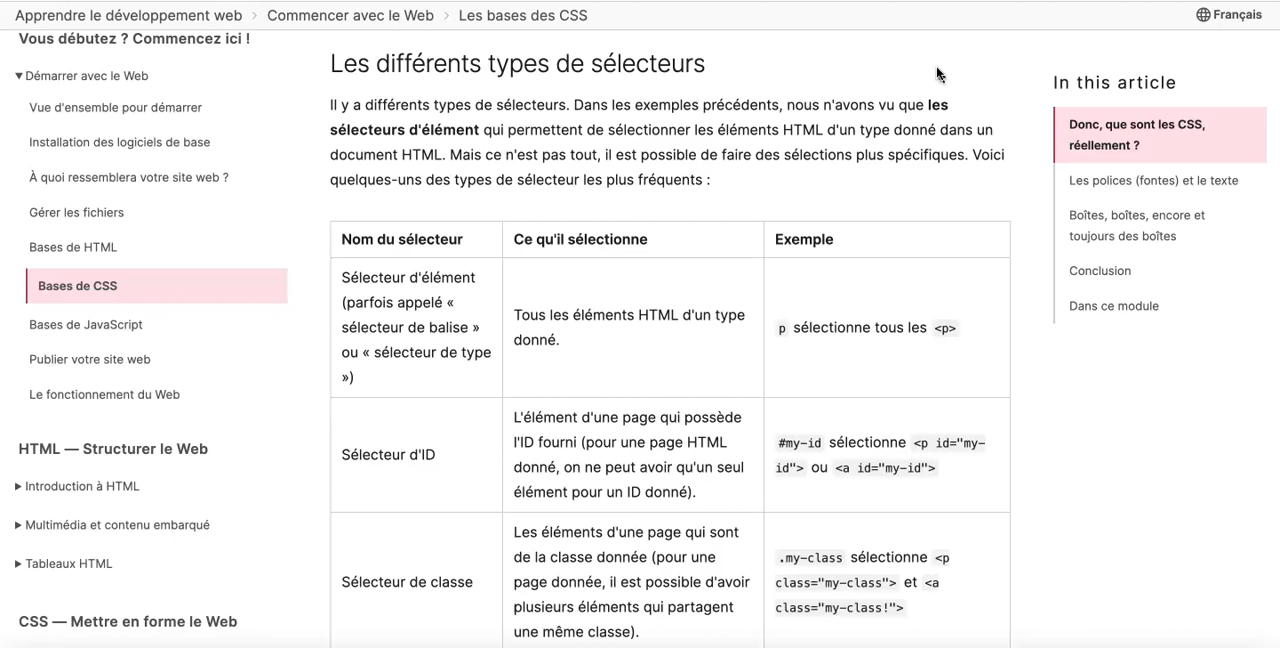 Apprendre le développement web > Commencer avec le Web > Les bases des CSS
Français
Vous débutez ? Commencez ici !
▼ Démarrer avec le Web
Vue d'ensemble pour démarrer
Installation des logiciels de base
À quoi ressemblera votre site web ?
Gérer les fichiers
Bases de HTML
Bases de CSS
Bases de JavaScript
Publier votre site web
Le fonctionnement du Web
HTML — Structurer le Web
▶ Introduction à HTML
▶ Multimédia et contenu embarqué
▶ Tableaux HTML
CSS — Mettre en forme le Web
Les différents types de sélecteurs
Il y a différents types de sélecteurs. Dans les exemples précédents, nous n'avons vu que les
sélecteurs d'élément qui permettent de sélectionner les éléments HTML d'un type donné dans un
document HTML. Mais ce n'est pas tout, il est possible de faire des sélections plus spécifiques. Voici
quelques-uns des types de sélecteur les plus fréquents :
Nom du sélecteur
Ce qu'il sélectionne
Exemple
Sélecteur d'élément
(parfois appelé «
sélecteur de balise »
ou « sélecteur de type
»)
Tous les éléments HTML d'un type
donné.
p sélectionne tous les <p>
Sélecteur d'ID
L'élément d'une page qui possède
l'ID fourni (pour une page HTML
donné, on ne peut avoir qu'un seul
élément pour un ID donné).
#my-id sélectionne <p id="my-
id"> ou <a id="my-id">
Sélecteur de classe
Les éléments d'une page qui sont
de la classe donnée (pour une
page donnée, il est possible d'avoir
plusieurs éléments qui partagent
une même classe).
.my-class sélectionne <p
class="my-class"> et <a
class="my-class!">
In this article
Donc, que sont les CSS,
réellement ?
Les polices (fontes) et le texte
Boîtes, boîtes, encore et
toujours des boîtes
Conclusion
Dans ce module